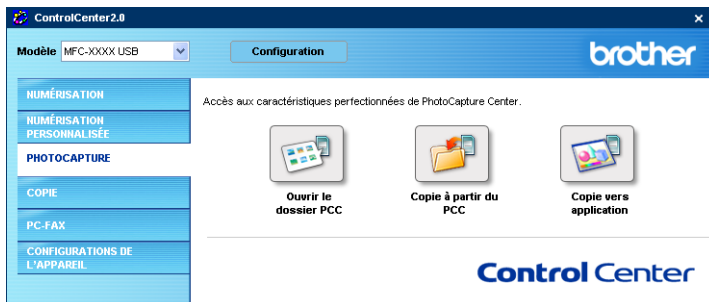 ControlCenter2.0
Modèle MFC-XXXX USB
Configuration
brother
NUMÉRISATION
NUMÉRISATION
PERSONNALISÉE
PHOTOCAPTURE
COPIE
PC-FAX
CONFIGURATIONS DE
L'APPAREIL
Accès aux caractéristiques perfectionnées de PhotoCapture Center.
Ouvrir le
dossier PCC
Copie à partir du
PCC
Copie vers
application
Control Center